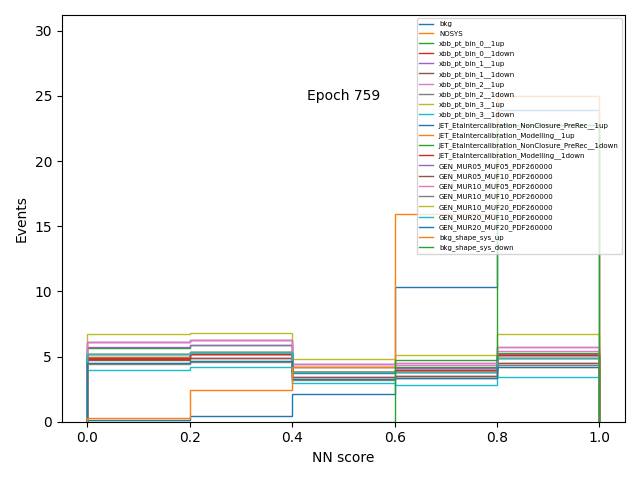 bkg
NOSYS
xbb_pt_bin_0__1up
xbb_pt_bin_0__1down
xbb_pt_bin_1__1up
xbb_pt_bin_1__1down
xbb_pt_bin_2__1up
xbb_pt_bin_2__1down
xbb_pt_bin_3__1up
xbb_pt_bin_3__1down
JET_EtaIntercalibration_NonClosure_PreRec__1up
JET_EtaIntercalibration_Modelling__1up
JET_EtaIntercalibration_NonClosure_PreRec__1down
JET_EtaIntercalibration_Modelling__1down
GEN_MUR05_MUF05_PDF260000
GEN_MUR05_MUF10_PDF260000
GEN_MUR10_MUF05_PDF260000
GEN_MUR10_MUF10_PDF260000
GEN_MUR10_MUF20_PDF260000
GEN_MUR20_MUF10_PDF260000
GEN_MUR20_MUF20_PDF260000
bkg_shape_sys_up
bkg_shape_sys_down
Epoch 759
Events
30
25
20
15
10
5
0
0.0 0.2 0.4 0.6 0.8 1.0
NN score